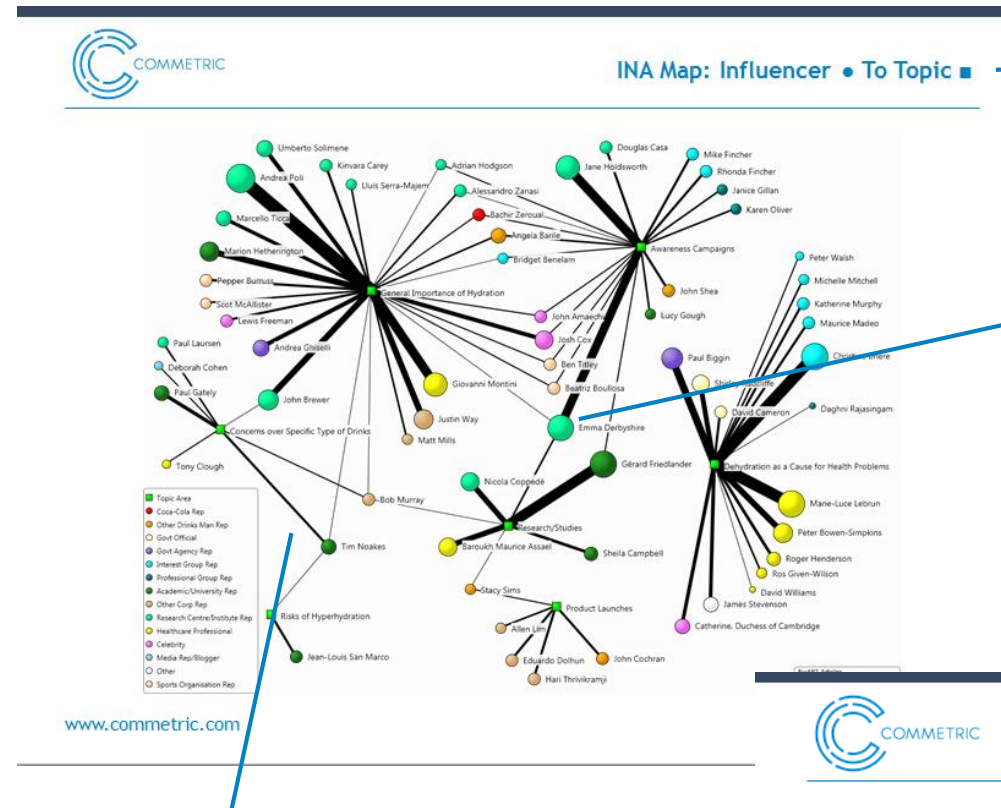 COMMETRIC
INA Map: Influencer ● To Topic ■ -
Umberto Solimene
Kinvara Carey
Andrea Poli
Lluis Serra-Majem
Adrian Hodgson
Alessandro Zanasi
Marcello Ticca
Bachir Zeroual
Marion Hetherington
Angela Barile
Bridget Benelam
Pepper Burruss
General Importance of Hydration
Scot McAllister
Lewis Freeman
John Amaechi
Andrea Ghiselli
Josh Cox
Paul Laursen
Deborah Cohen
Ben Titley
Paul Gately
John Brewer
Giovanni Montini
Beatriz Boullosa
Justin Way
Emma Derbyshire
Concerns over Specific Type of Drinks
Matt Mills
Tony Clough
Gérard Friedlander
Nicola Coppedè
Bob Murray
Research/Studies
Tim Noakes
Baroukh Maurice Assael
Sheila Campbell
Stacy Sims
Product Launches
Risks of Hyperhydration
Allen Lim
Jean-Louis San Marco
Eduardo Dolhun
John Cochran
Hari Thrivikramji
Douglas Casa
Jane Holdsworth
Mike Fincher
Rhonda Fincher
Janice Gillan
Karen Oliver
Awareness Campaigns
John Shea
Lucy Gough
Peter Walsh
Michelle Mitchell
Katherine Murphy
Maurice Madeo
Paul Biggin
Shirley
David Cameron
Daghni Rajasingam
Dehydration as a Cause for Health Problems
Marie-Luce Lebrun
Peter Bowen-Simpkins
Roger Henderson
Ros Given-Wilson
David Williams
James Stevenson
Catherine, Duchess of Cambridge
Topic Area
Coca-Cola Rep
Other Drinks Man Rep
Govt Official
Govt Agency Rep
Interest Group Rep
Professional Group Rep
Academic/University Rep
Other Corp Rep
Research Centre/Institute Rep
Healthcare Professional
Celebrity
Media Rep/Blogger
Other
Sports Organisation Rep
www.commetric.com
COMMETRIC